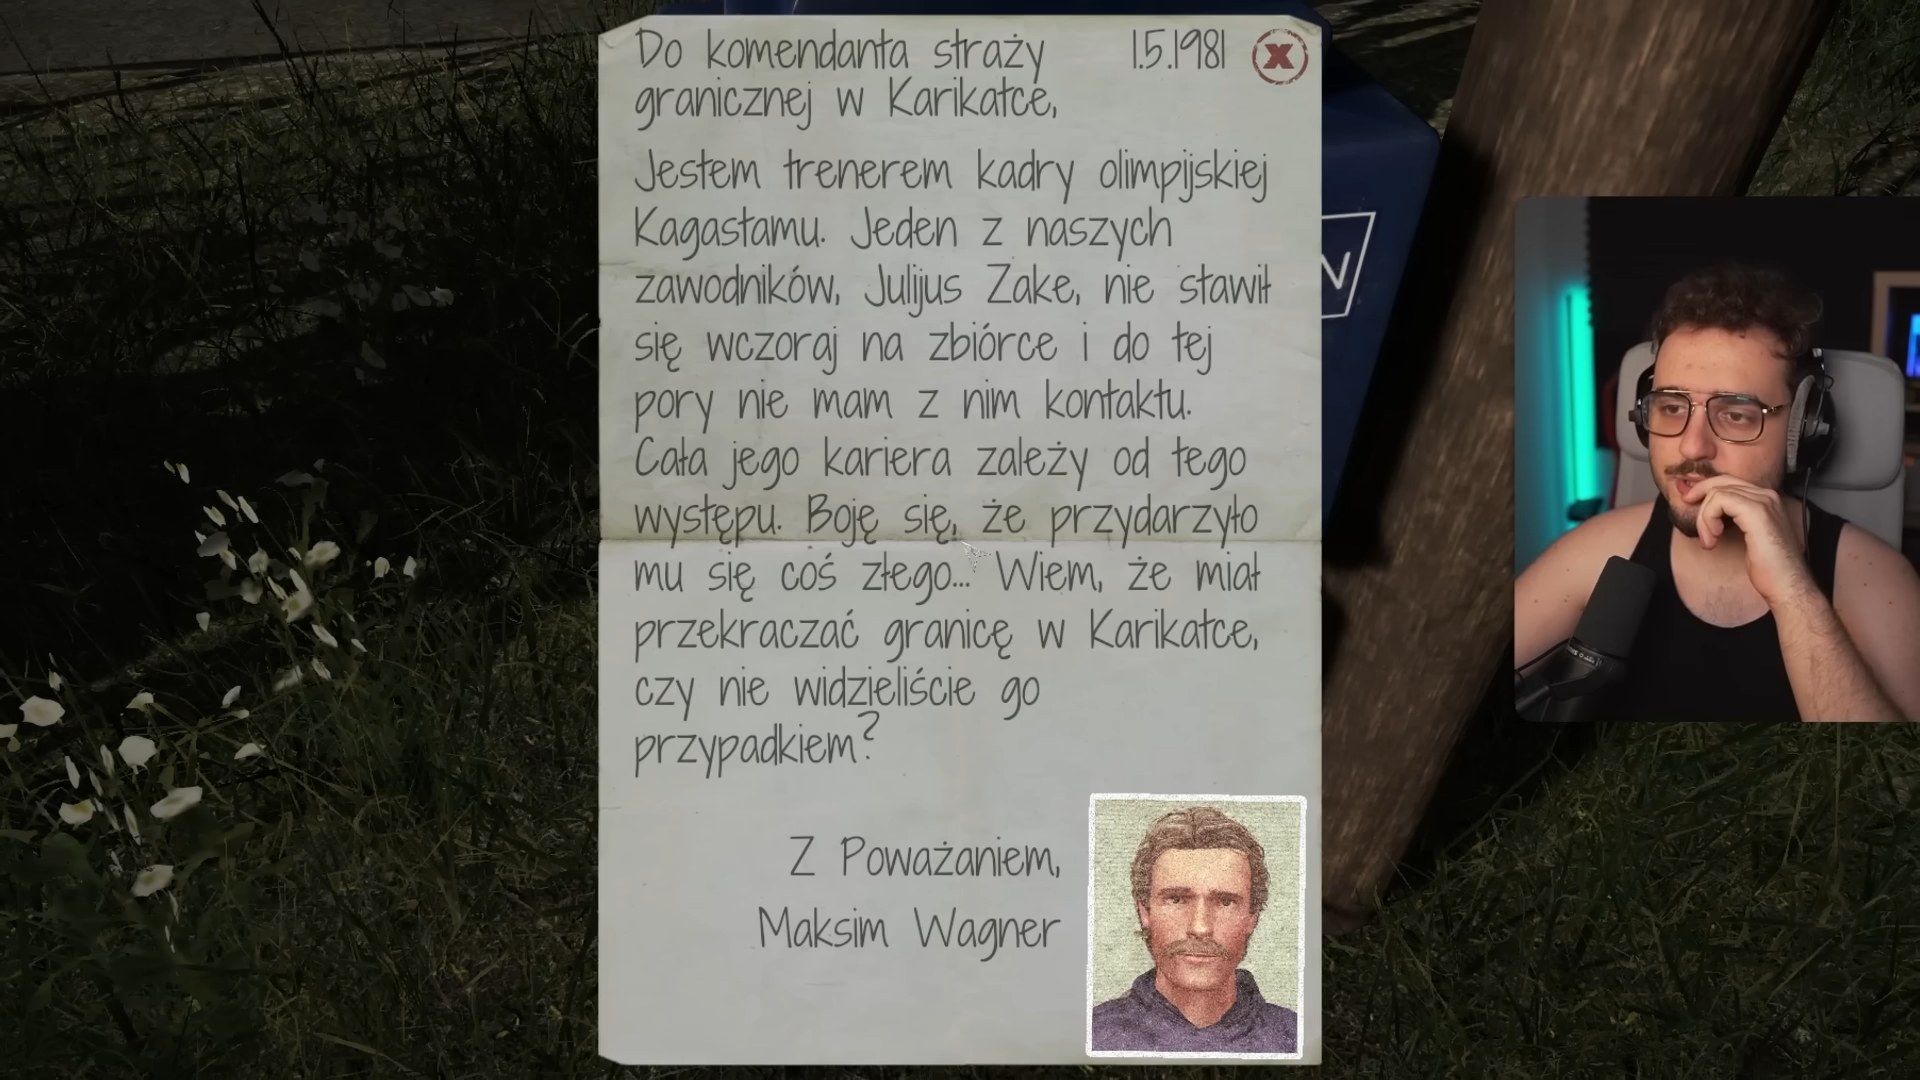 Do komendanta straży 1.5.1981 X
granicznej w Karikatce,
Jestem trenerem kadry olimpijskiej
Kagastamu. Jeden z naszych
zawodników, Julijus Zake, nie stawił
się wczoraj na zbiórce i do tej
pory nie mam z nim kontaktu.
Cała jego kariera zależy od tego
występu. Boję się, że przydarzyło
mu się coś złego... Wiem, że miał
przekraczać granicę w Karikatce,
czy nie widzieliście go
przypadkiem?
Z Poważaniem,
Maksim Wagner
N